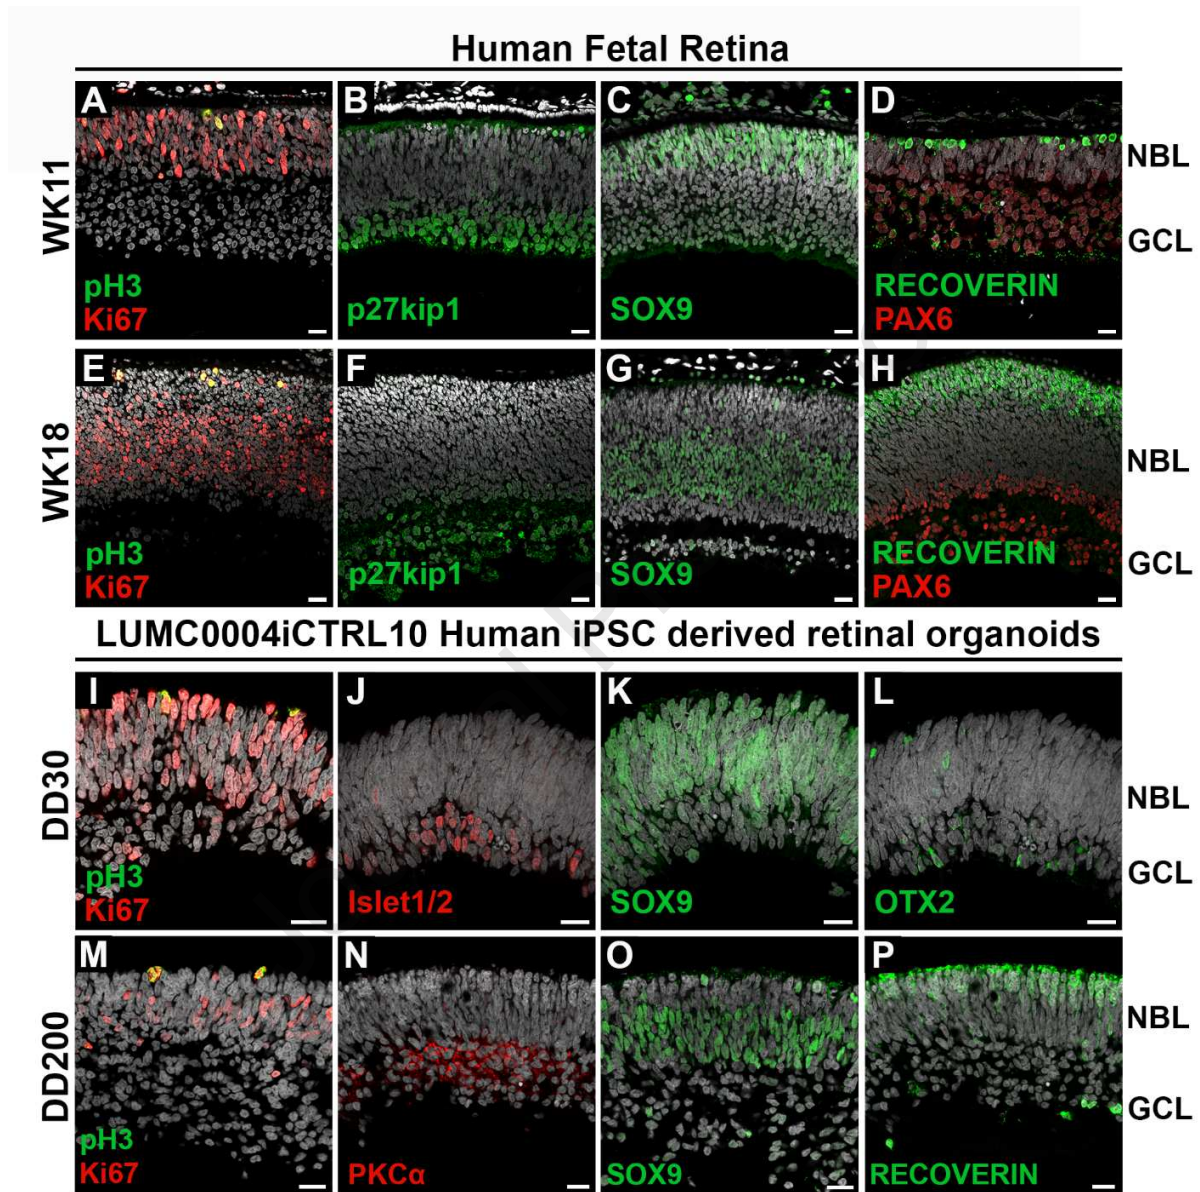 Human Fetal Retina
A B C D
WK11
NBL
GCL
pH3
Ki67
p27kip1
SOX9
RECOVERIN
PAX6
E F G H
WK18
NBL
GCL
pH3
Ki67
p27kip1
SOX9
RECOVERIN
PAX6
LUMC0004iCTRL10 Human iPSC derived retinal organoids
I J K L
DD30
NBL
GCL
pH3
Ki67
Islet1/2
SOX9
OTX2
M N O P
DD200
NBL
GCL
pH3
Ki67
PKCα
SOX9
RECOVERIN